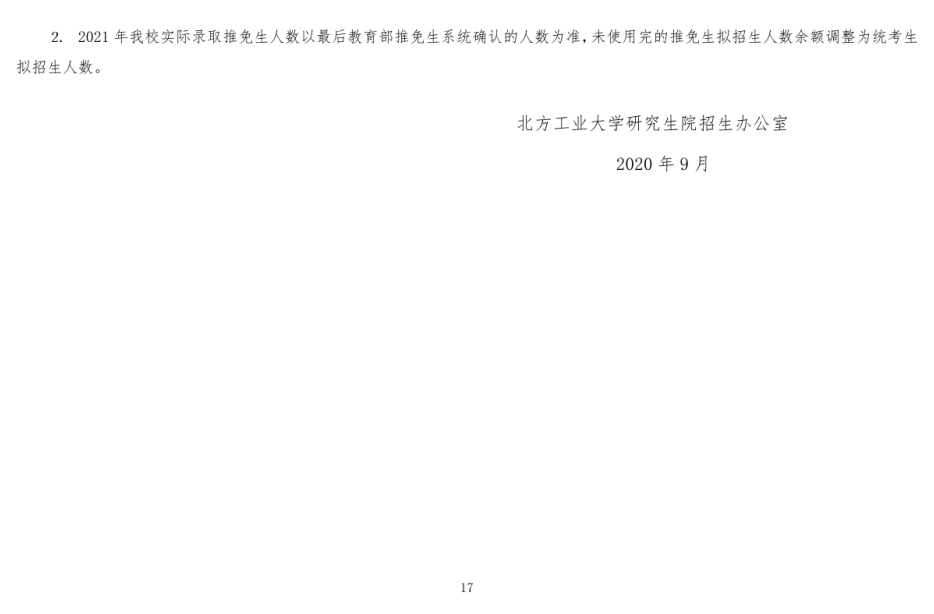 2. 2021 年我校实际录取推免生人数以最后教育部推免生系统确认的人数为准，未使用完的推免生拟招生人数余额调整为统考生
拟招生人数。
北方工业大学研究生院招生办公室
2020 年 9 月
17